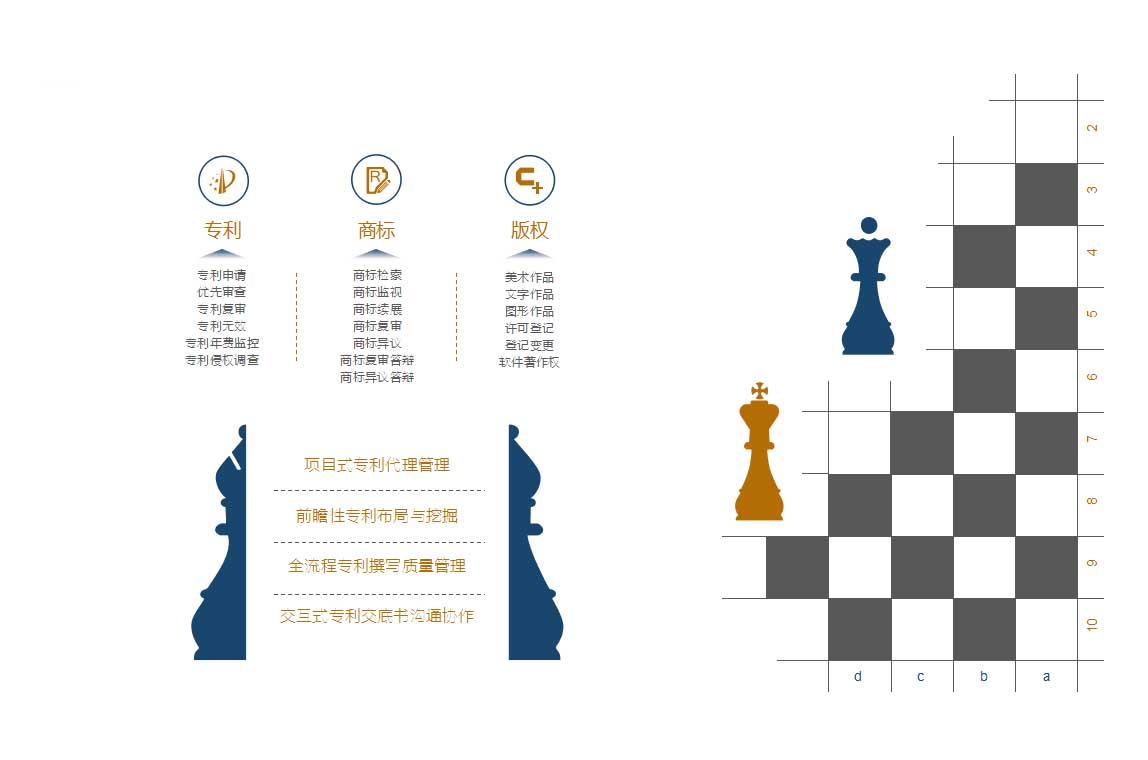 专利
专利申请
优先审查
专利复审
专利无效
专利年费监控
专利侵权调查
R
商标
商标检索
商标监视
商标续展
商标复审
商标异议
商标复审答辩
商标异议答辩
版权
美术作品
文字作品
图形作品
许可登记
登记变更
软件著作权
项目式专利代理管理
前瞻性专利布局与挖掘
全流程专利撰写质量管理
交互式专利交底书沟通协作
2
3
4
5
6
7
8
9
10
d c b a